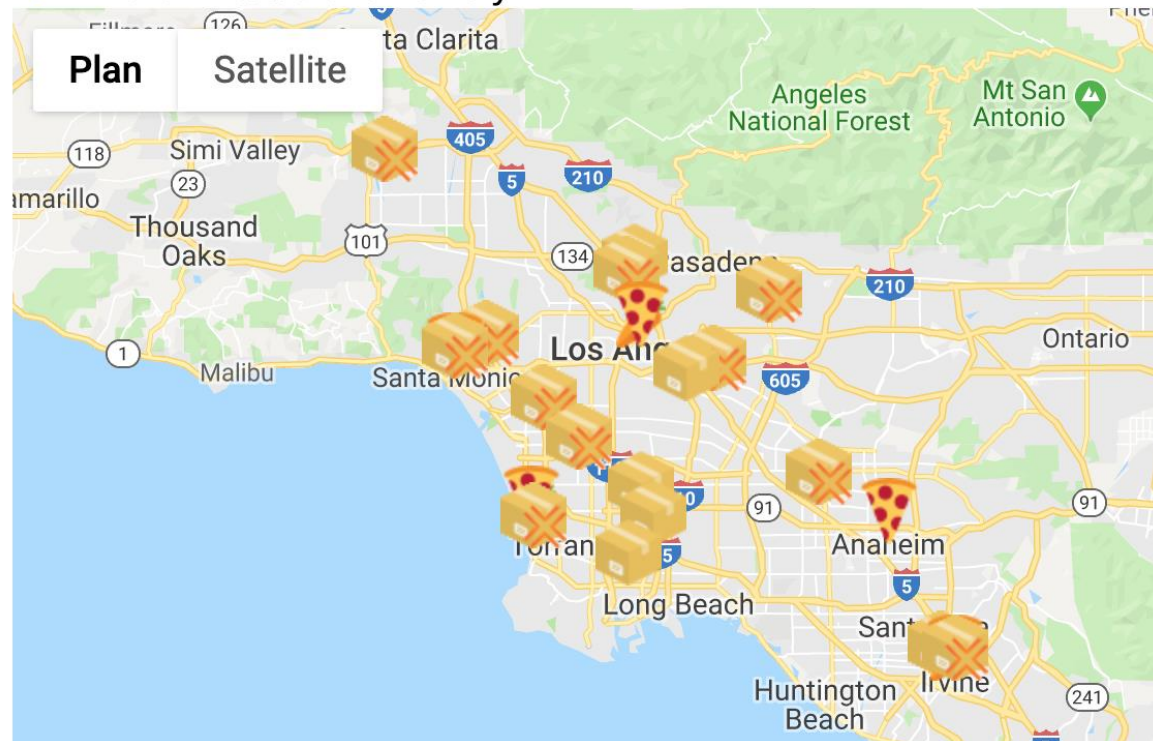 126
ta Clarita
Plan
Satellite
Angeles
National Forest
Mt San
Antonio
405
118
Simi Valley
5
210
23
amarillo
Thousand
Oaks
101
134
asadena
210
1
Malibu
Los Ang
Ontario
Santa Monic
605
91
91
Torran
5
Anaheim
5
Long Beach
Sant
Irvine
Huntington
Beach
241